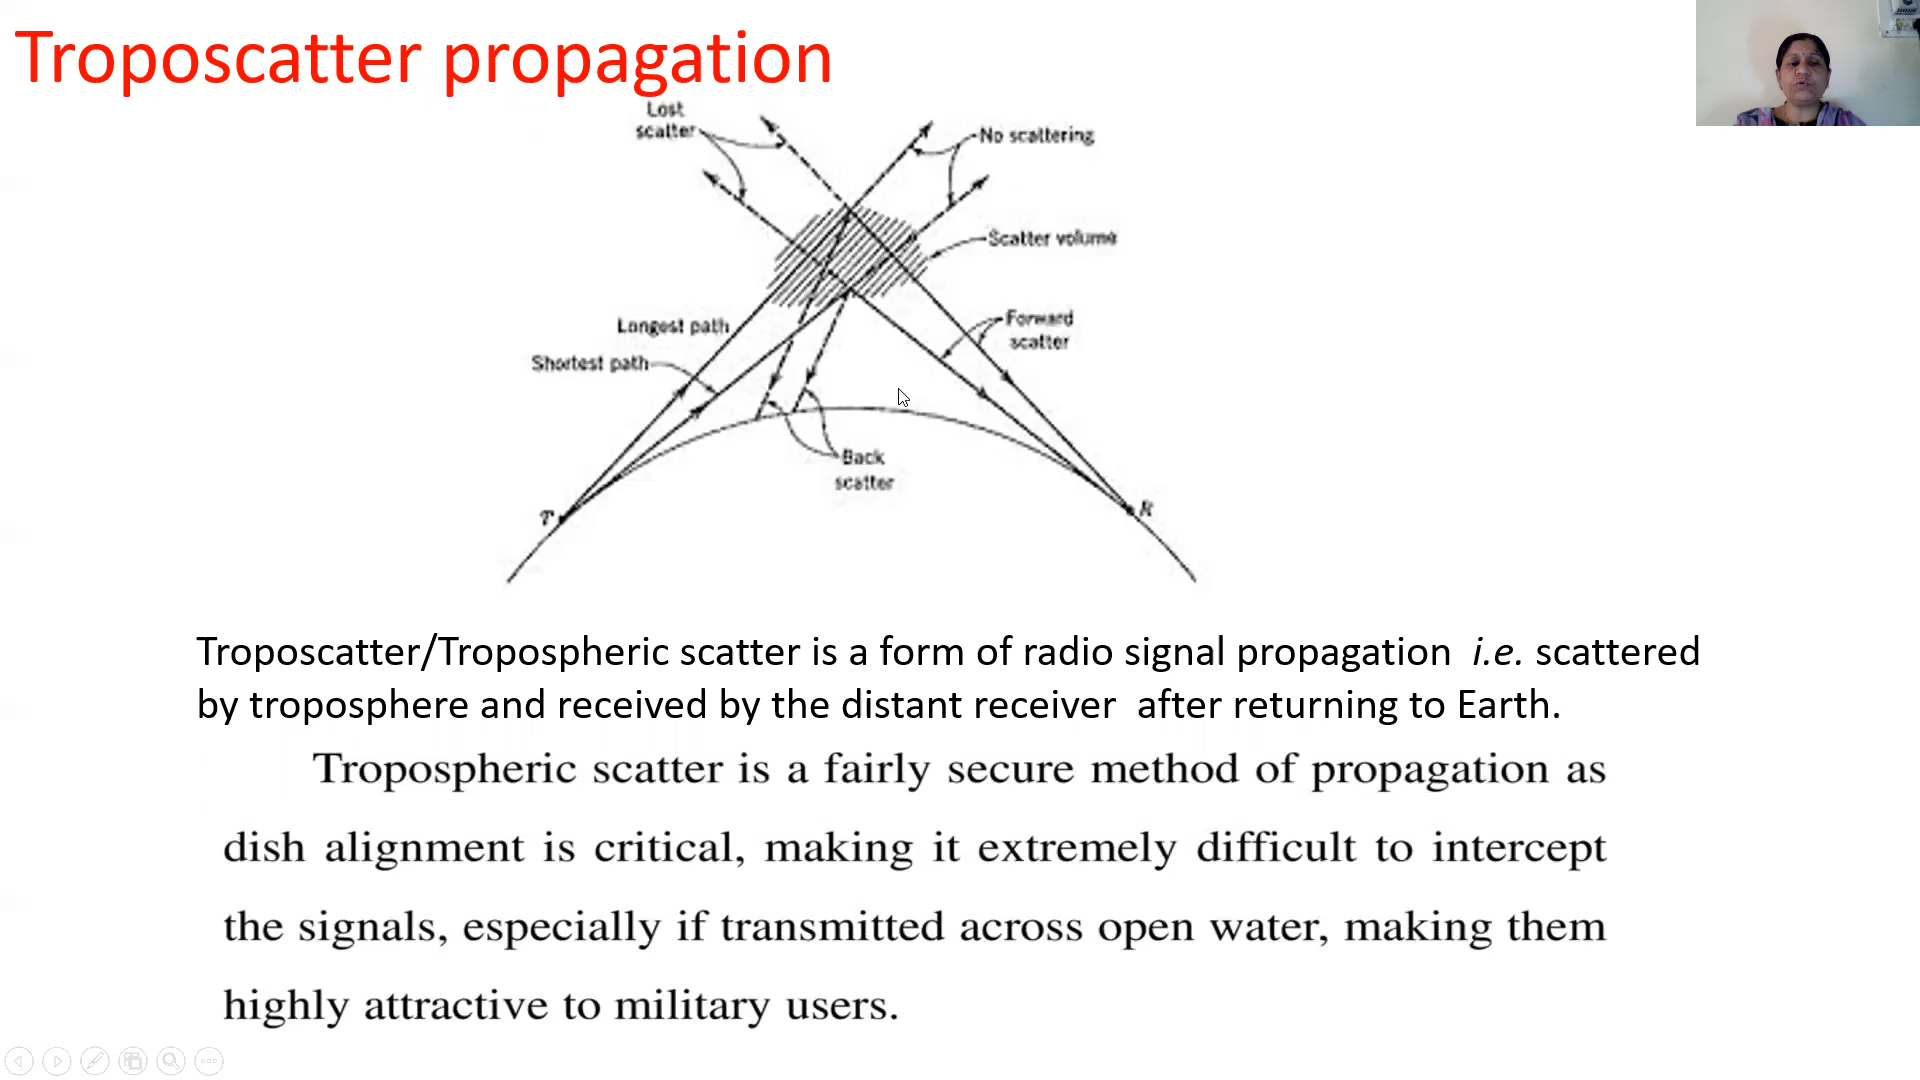 Troposcatter propagation
Lost
scatter
No scattering
Scatter volume
Longest path
Forward
scatter
Shortest path
Back
scatter
T
R
Troposcatter/Tropospheric scatter is a form of radio signal propagation i.e. scattered
by troposphere and received by the distant receiver after returning to Earth.
Tropospheric scatter is a fairly secure method of propagation as
dish alignment is critical, making it extremely difficult to intercept
the signals, especially if transmitted across open water, making them
highly attractive to military users.